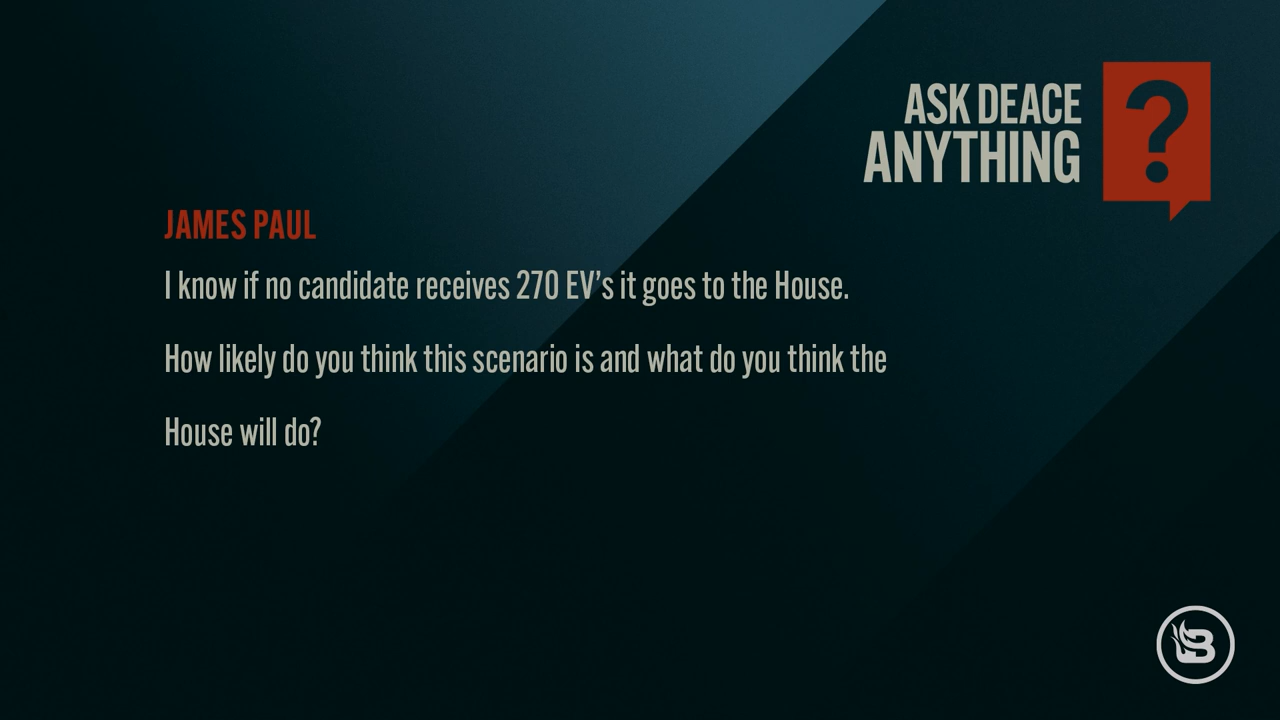 ASK DEACE
ANYTHING
?
JAMES PAUL
I know if no candidate receives 270 EV’s it goes to the House.
How likely do you think this scenario is and what do you think the
House will do?
B